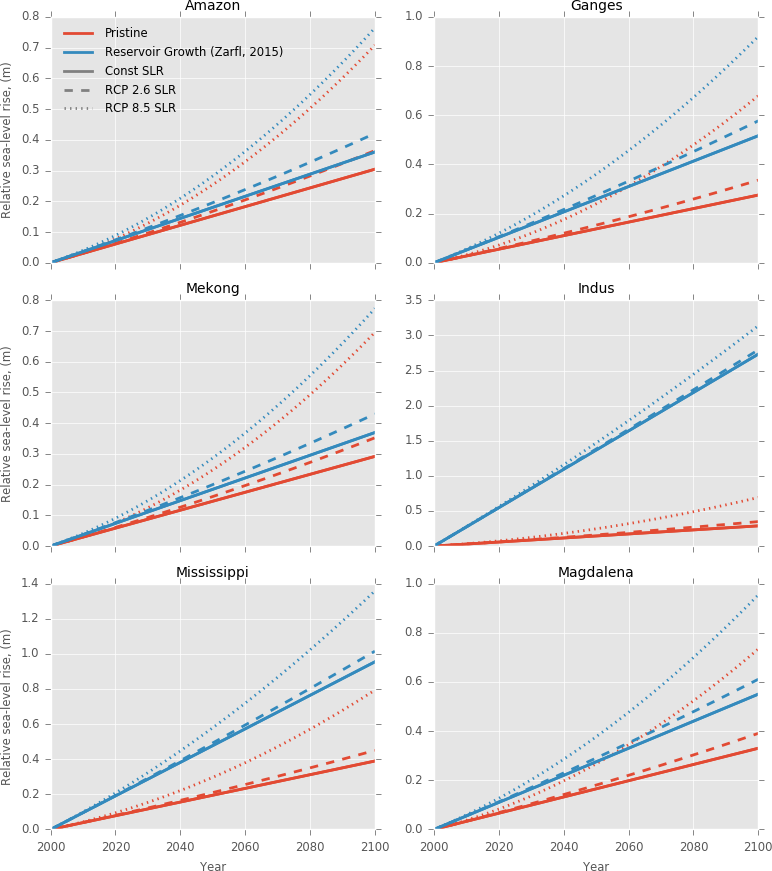 Amazon
Relative sea-level rise, (m)
0.8
0.7
0.6
0.5
0.4
0.3
0.2
0.1
0.0
Pristine
Reservoir Growth (Zarfl, 2015)
Const SLR
RCP 2.6 SLR
RCP 8.5 SLR
Ganges
1.0
0.8
0.6
0.4
0.2
0.0
Mekong
Relative sea-level rise, (m)
0.8
0.7
0.6
0.5
0.4
0.3
0.2
0.1
0.0
Indus
3.5
3.0
2.5
2.0
1.5
1.0
0.5
0.0
Mississippi
Relative sea-level rise, (m)
1.4
1.2
1.0
0.8
0.6
0.4
0.2
0.0
2000 2020 2040 2060 2080 2100
Year
Magdalena
1.0
0.8
0.6
0.4
0.2
0.0
2000 2020 2040 2060 2080 2100
Year